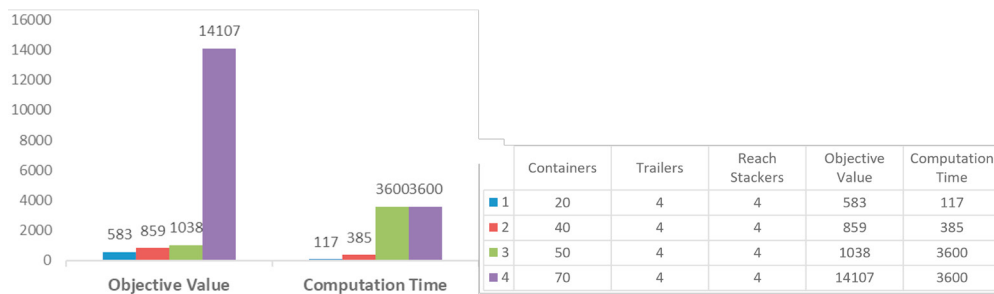 16000
14000
12000
10000
8000
6000
4000
2000
0
583
859
1038
14107
117
385
3600
3600
Objective Value
Computation Time
Containers Trailers Reach Stackers Objective Value Computation Time
1 20 4 4 583 117
2 40 4 4 859 385
3 50 4 4 1038 3600
4 70 4 4 14107 3600